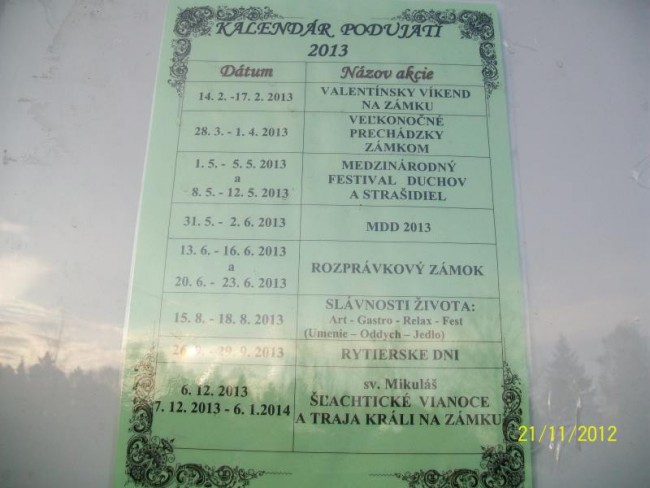 KALENDÁR PODUJATÍ
2013
Dátum Názov akcie
14. 2. -17. 2. 2013 VALENTÍNSKY VÍKEND
NA ZÁMKU
28. 3. - 1. 4. 2013 VEĽKONOČNÉ
PRECHÁDZKY
ZÁMKOM
1. 5. - 5. 5. 2013
a
8. 5. - 12. 5. 2013
MEDZINÁRODNÝ
FESTIVAL DUCHOV
A STRAŠIDIEL
31. 5. - 2. 6. 2013 MDD 2013
13. 6. - 16. 6. 2013
a
20. 6. - 23. 6. 2013
ROZPRÁVKOVÝ ZÁMOK
15. 8. - 18. 8. 2013
SLÁVNOSTI ŽIVOTA:
Art - Gastro - Relax - Fest
(Umenie – Oddych – Jedlo)
29. 9. 2013 RYTIERSKE DNI
6. 12. 2013
7. 12. 2013 - 6. 1.2014
sv. Mikuláš
ŠĽACHTICKÉ VIANOCE
A TRAJA KRÁLI NA ZÁMKU
21/11/2012